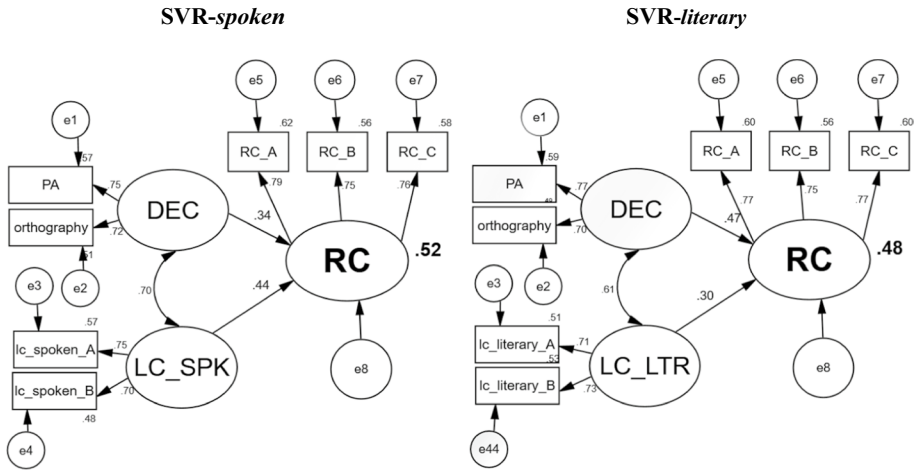 SVR-spoken
e5
e6
e7
e1
.62
.56
.58
.57
RC_A
RC_B
RC_C
PA
.75
.79
.75
.76
DEC
orthography
.72
.34
.51
e2
RC
.52
e3
.70
.44
.57
lc_spoken_A
.75
LC_SPK
e8
lc_spoken_B
.70
.48
e4
SVR-literary
e5
e6
e7
e1
.60
.56
.60
.59
RC_A
RC_B
RC_C
PA
.77
.48
.77
.75
.77
DEC
orthography
.70
.47
e2
RC
.48
e3
.61
.30
.51
lc_literary_A
.71
.53
LC_LTR
e8
lc_literary_B
.73
e44